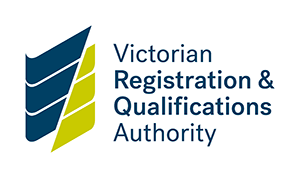 Victorian
Registration &
Qualifications
Authority